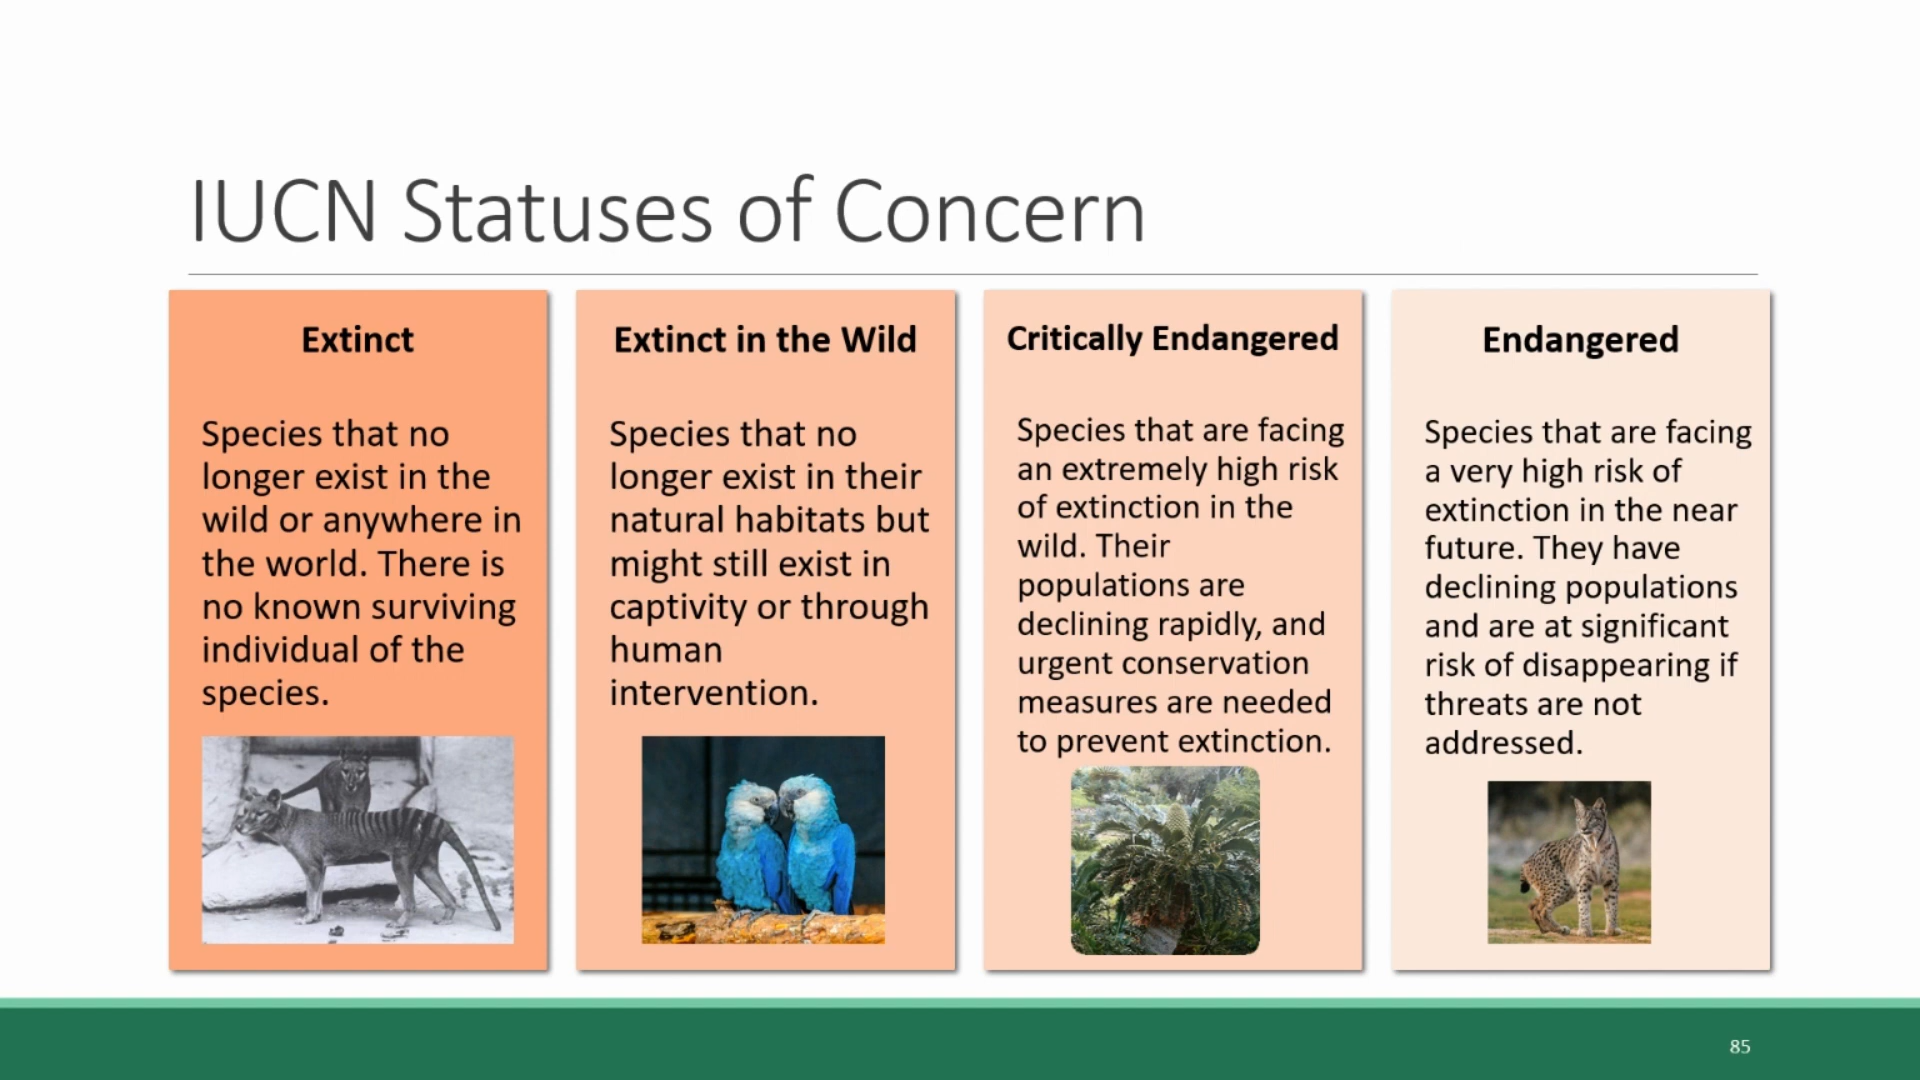 IUCN Statuses of Concern
Extinct
Species that no
longer exist in the
wild or anywhere in
the world. There is
no known surviving
individual of the
species.
Extinct in the Wild
Species that no
longer exist in their
natural habitats but
might still exist in
captivity or through
human
intervention.
Critically Endangered
Species that are facing
an extremely high risk
of extinction in the
wild. Their
populations are
declining rapidly, and
urgent conservation
measures are needed
to prevent extinction.
Endangered
Species that are facing
a very high risk of
extinction in the near
future. They have
declining populations
and are at significant
risk of disappearing if
threats are not
addressed.
85